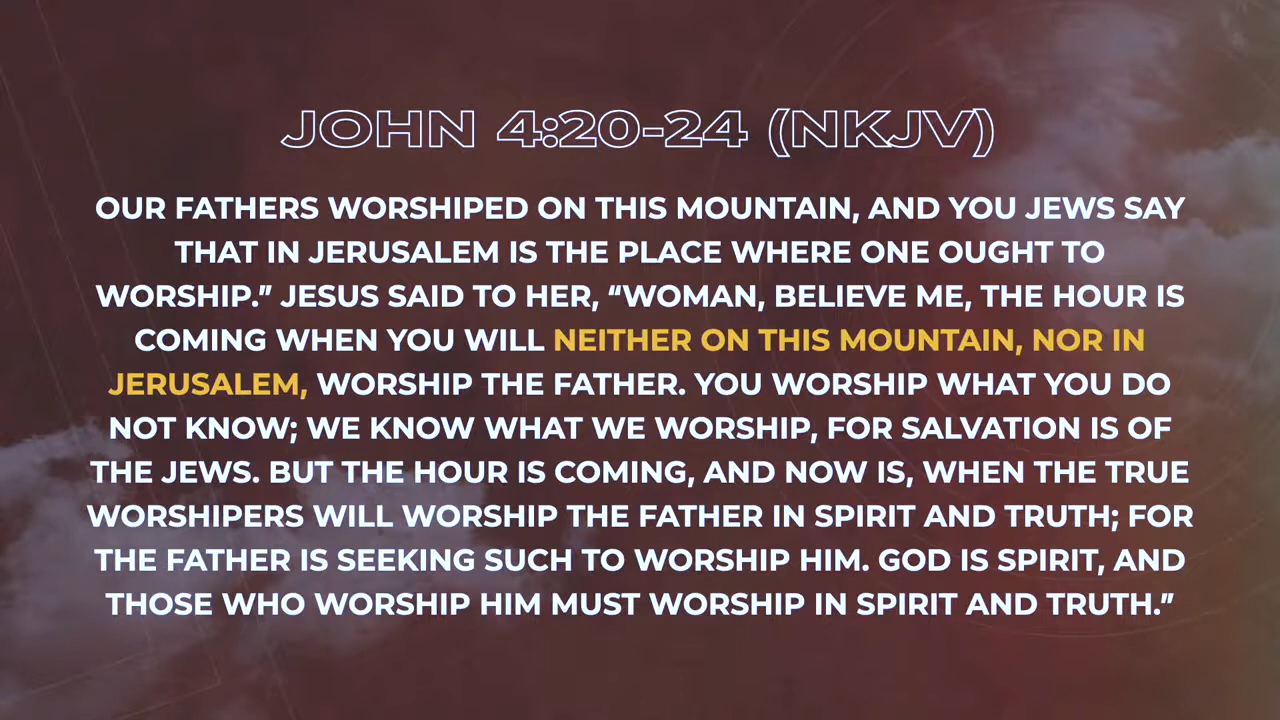 JOHN 4:20-24 (NKJV)
OUR FATHERS WORSHIPED ON THIS MOUNTAIN, AND YOU JEWS SAY
THAT IN JERUSALEM IS THE PLACE WHERE ONE OUGHT TO
WORSHIP.” JESUS SAID TO HER, “WOMAN, BELIEVE ME, THE HOUR IS
COMING WHEN YOU WILL NEITHER ON THIS MOUNTAIN, NOR IN
JERUSALEM, WORSHIP THE FATHER. YOU WORSHIP WHAT YOU DO
NOT KNOW; WE KNOW WHAT WE WORSHIP, FOR SALVATION IS OF
THE JEWS. BUT THE HOUR IS COMING, AND NOW IS, WHEN THE TRUE
WORSHIPERS WILL WORSHIP THE FATHER IN SPIRIT AND TRUTH; FOR
THE FATHER IS SEEKING SUCH TO WORSHIP HIM. GOD IS SPIRIT, AND
THOSE WHO WORSHIP HIM MUST WORSHIP IN SPIRIT AND TRUTH.”